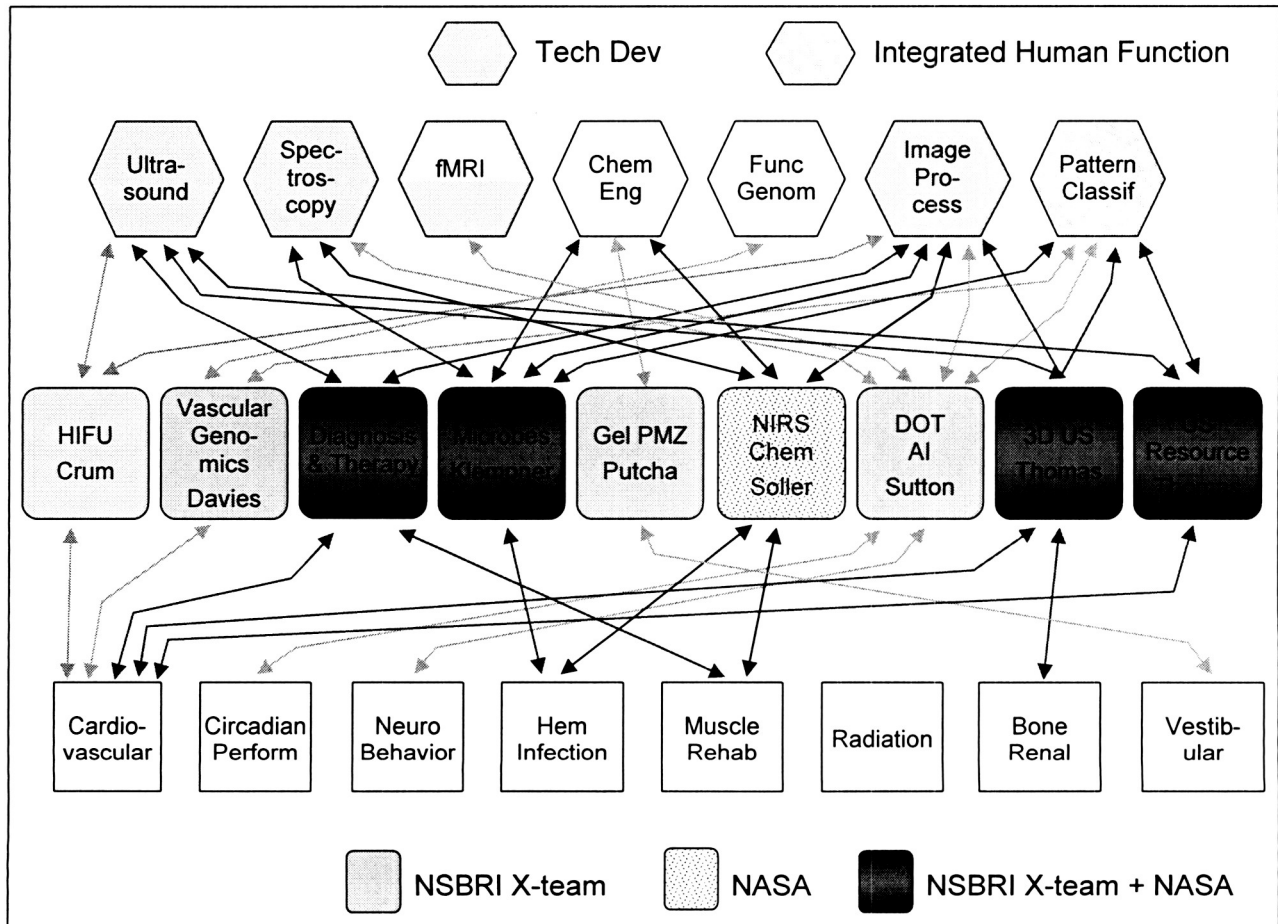 Tech Dev
Integrated Human Function
Ultra-
sound
Spec-
tros-
copy
fMRI
Chem
Eng
Func
Genom
Image
Pro-
cess
Pattern
Classif
HIFU
Crum
Vascular
Geno-
mics
Davies
Diagnosis
& Therapy
Klempner
Gel PMZ
Putcha
NIRS
Chem
Soller
DOT
AI
Sutton
3D US
Thomas
Resource
Cardio-
vascular
Circadian
Perform
Neuro
Behavior
Hem
Infection
Muscle
Rehab
Radiation
Bone
Renal
Vestib-
ular
NSBRI X-team
NASA
NSBRI X-team + NASA